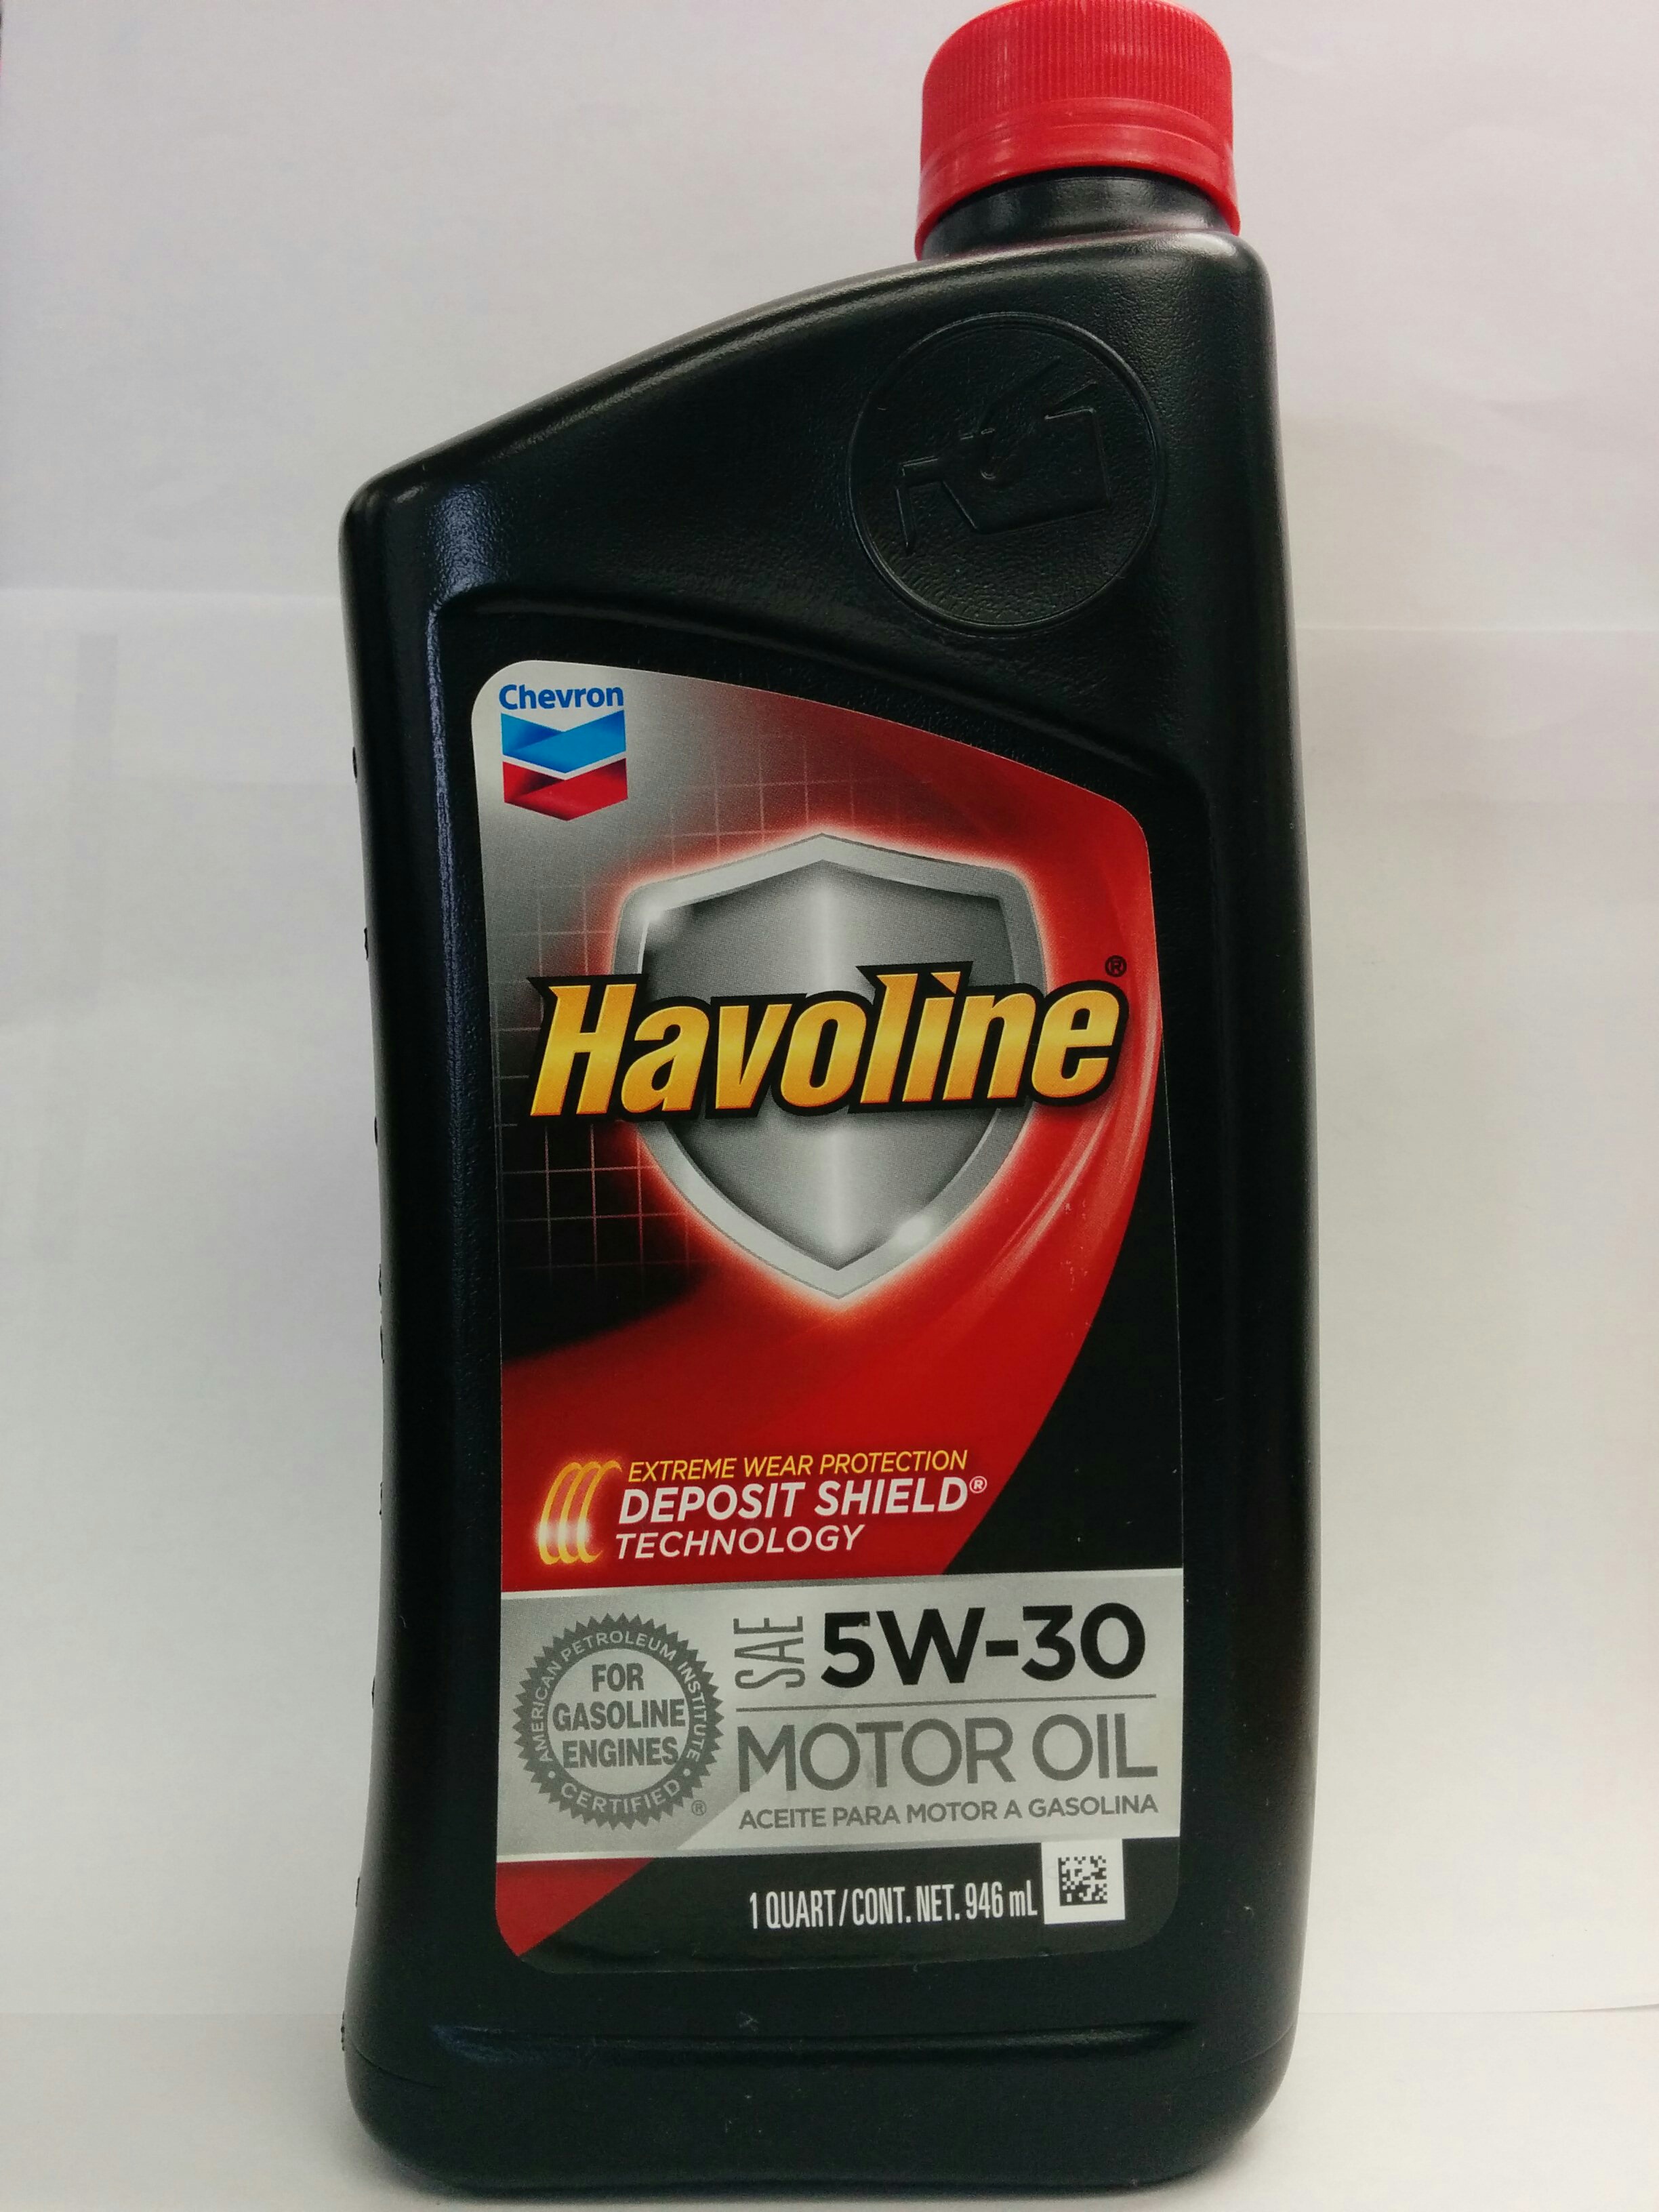 Chevron
Havoline®
EXTREME WEAR PROTECTION
DEPOSIT SHIELD®
TECHNOLOGY
AMERICAN PETROLEUM INSTITUTE
FOR
GASOLINE
ENGINES
• CERTIFIED •
®
SAE 5W-30
MOTOR OIL
ACEITE PARA MOTOR A GASOLINA
1 QUART/CONT. NET. 946 mL